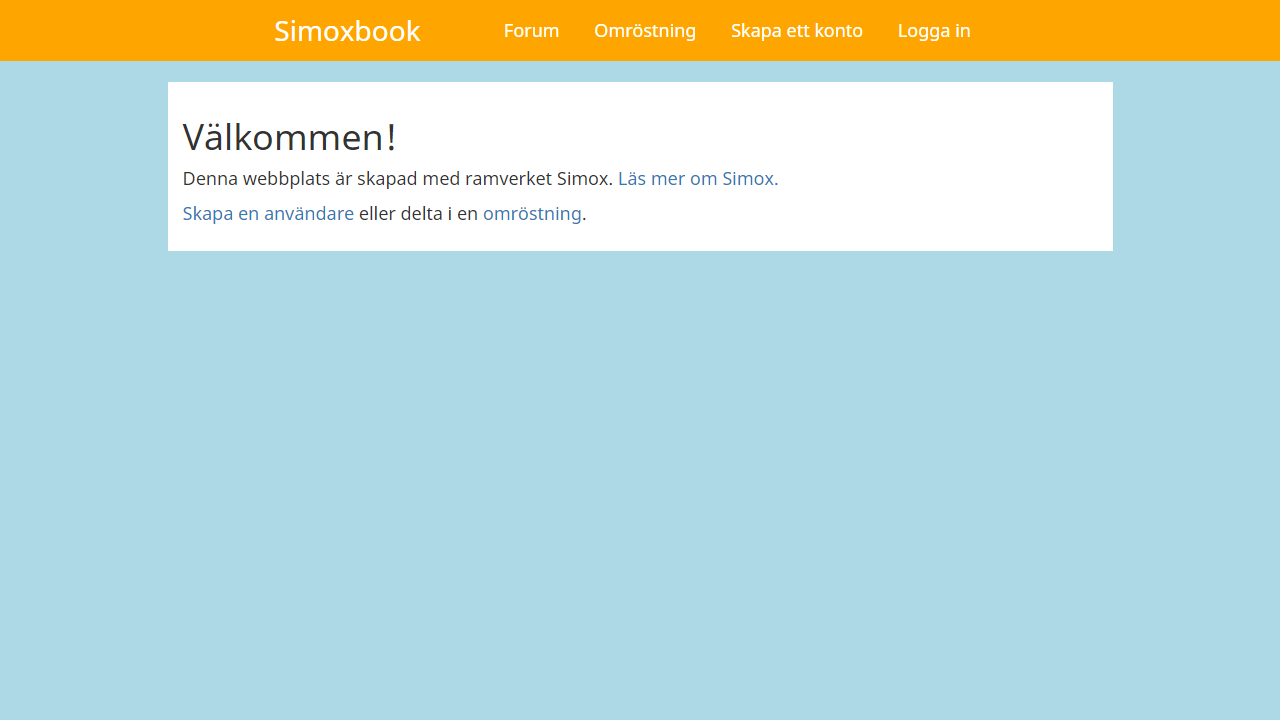 Simoxbook Forum Omröstning Skapa ett konto Logga in
Välkommen!
Denna webbplats är skapad med ramverket Simox. Läs mer om Simox.
Skapa en användare eller delta i en omröstning.